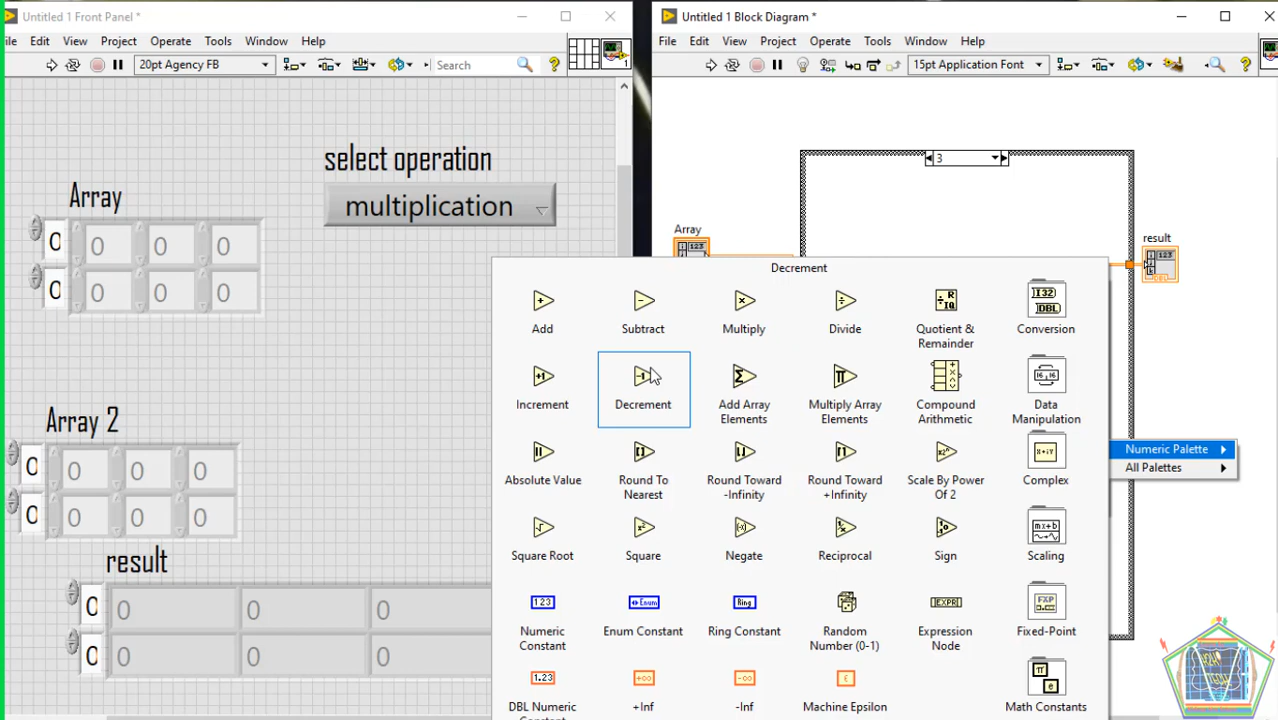 Untitled 1 Front Panel *
File Edit View Project Operate Tools Window Help
20pt Agency FB
Search
1
select operation
multiplication
Array
0 0 0 0
0 0 0 0
Array 2
0 0 0 0
0 0 0 0
result
0 0 0 0
0 0 0 0
Untitled 1 Block Diagram *
File Edit View Project Operate Tools Window Help
15pt Application Font
3
Array
result
Decrement
Add
Subtract
Multiply
Divide
Quotient &
Remainder
Conversion
Increment
Decrement
Add Array
Elements
Multiply Array
Elements
Compound
Arithmetic
Data
Manipulation
Absolute Value
Round To
Nearest
Round Toward
-Infinity
Round Toward
+Infinity
Scale By Power
Of 2
Complex
Square Root
Square
Negate
Reciprocal
Sign
Scaling
Numeric
Constant
Enum Constant
Ring Constant
Random
Number (0-1)
Expression
Node
Fixed-Point
DBL Numeric
+Inf
-Inf
Machine Epsilon
Math Constants
Numeric Palette
All Palettes